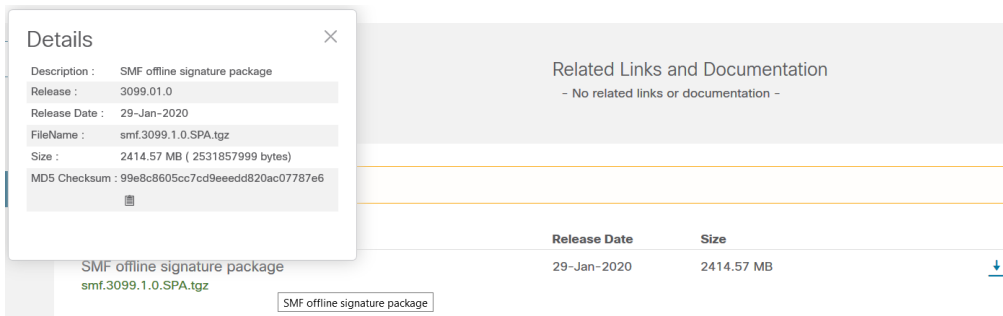 Details
Description : SMF offline signature package
Release : 3099.01.0
Release Date : 29-Jan-2020
FileName : smf.3099.1.0.SPA.tgz
Size : 2414.57 MB ( 2531857999 bytes)
MD5 Checksum : 99e8c8605cc7cd9eeedd820ac07787e6
Related Links and Documentation
- No related links or documentation -
Release Date Size
SMF offline signature package 29-Jan-2020 2414.57 MB
smf.3099.1.0.SPA.tgz
SMF offline signature package